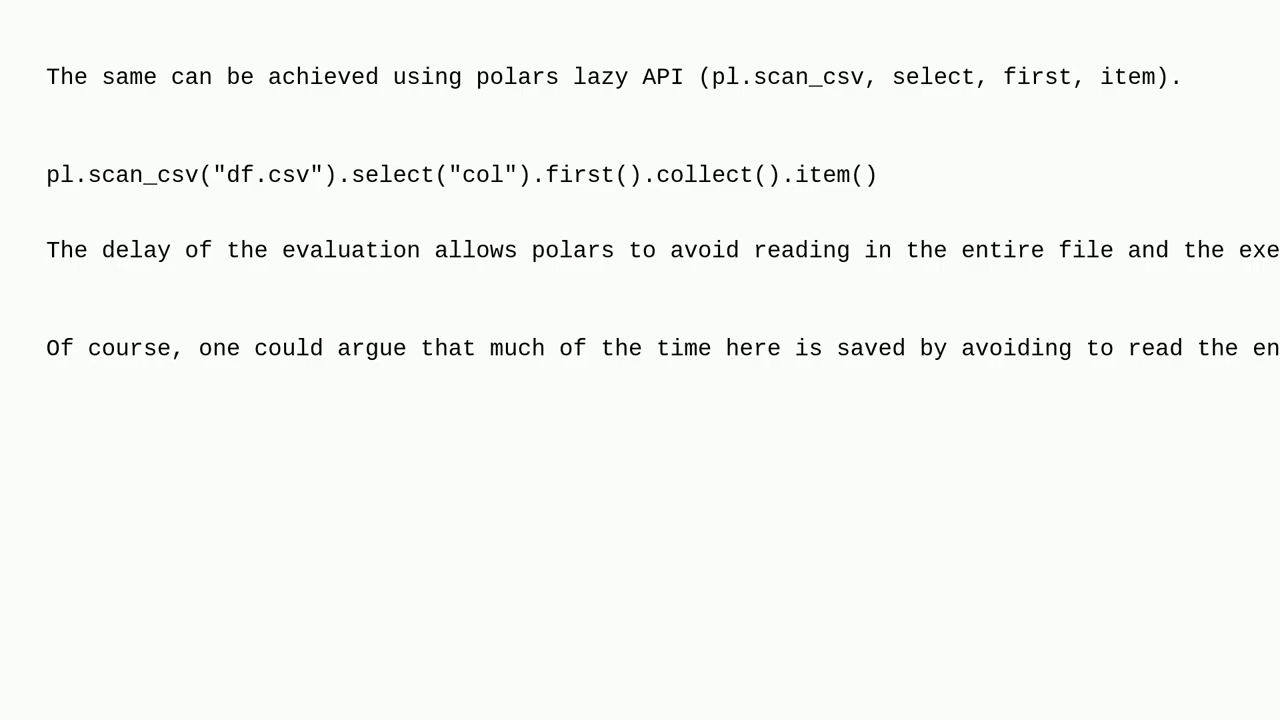 The same can be achieved using polars lazy API (pl.scan_csv, select, first, item).
pl.scan_csv("df.csv").select("col").first().collect().item()
The delay of the evaluation allows polars to avoid reading in the entire file and the exe
Of course, one could argue that much of the time here is saved by avoiding to read the en